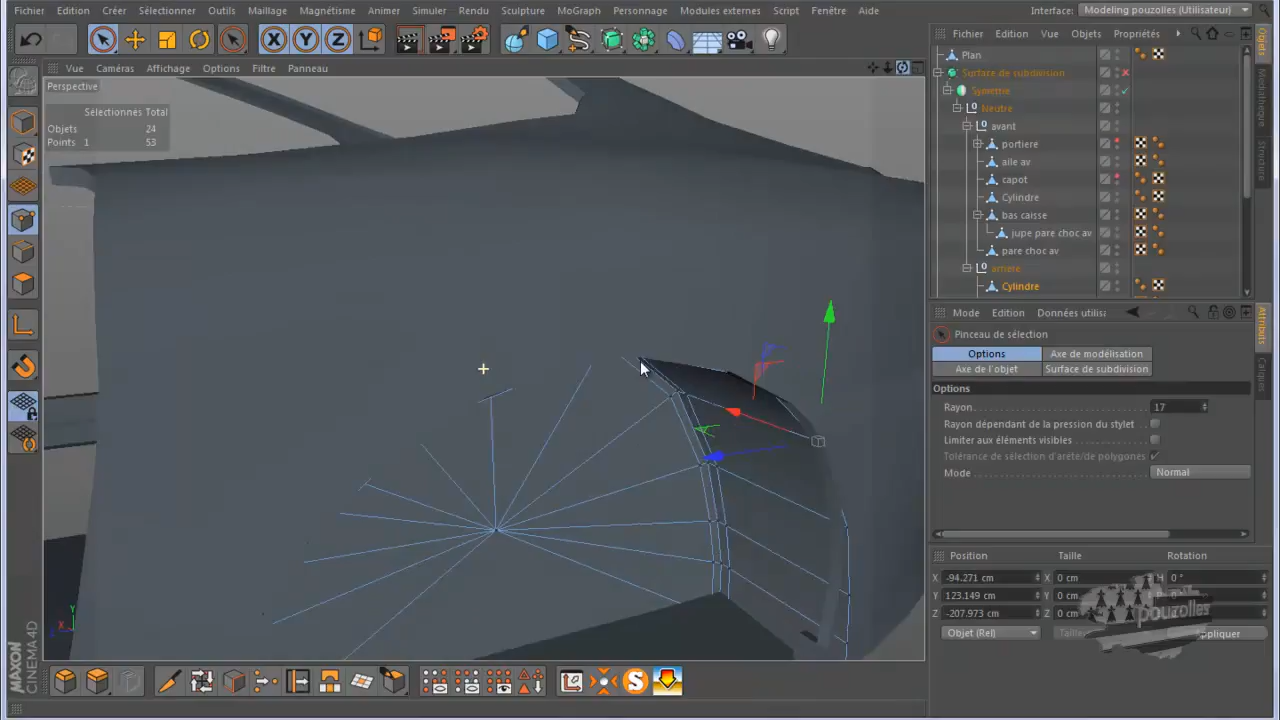 Fichier Edition Créer Sélectionner Outils Maillage Magnétisme Animer Simuler Rendu Sculpture MoGraph Personnage Modules externes Script Fenêtre Aide Interface: Modeling pouzolles (Utilisateur)
Vue Caméras Affichage Options Filtre Panneau
Perspective
Sélectionnés Total
Objets 24
Points 1 53
Fichier Edition Vue Objets Propriétés
Plan
Surface de subdivision
Symétrie
Neutre
avant
portiere
aile av
capot
Cylindre
bas caisse
jupe pare choc av
pare choc av
arriere
Cylindre
Objets
Médiathèque
Structure
Mode Edition Données utilis
Pinceau de sélection
Options Axe de modélisation
Axe de l'objet Surface de subdivision
Options
Rayon 17
Rayon dépendant de la pression du stylet
Limiter aux éléments visibles
Tolérance de sélection d'arête/de polygones
Mode Normal
Attributs
Calques
Position Taille Rotation
X -94.271 cm X 0 cm H 0 °
Y 123.149 cm Y 0 cm
Z -207.973 cm Z 0 cm
Objet (Rel) Taille
pouzolles
MAXON
CINEMA 4D
X Y Z
Y
X
Z
S